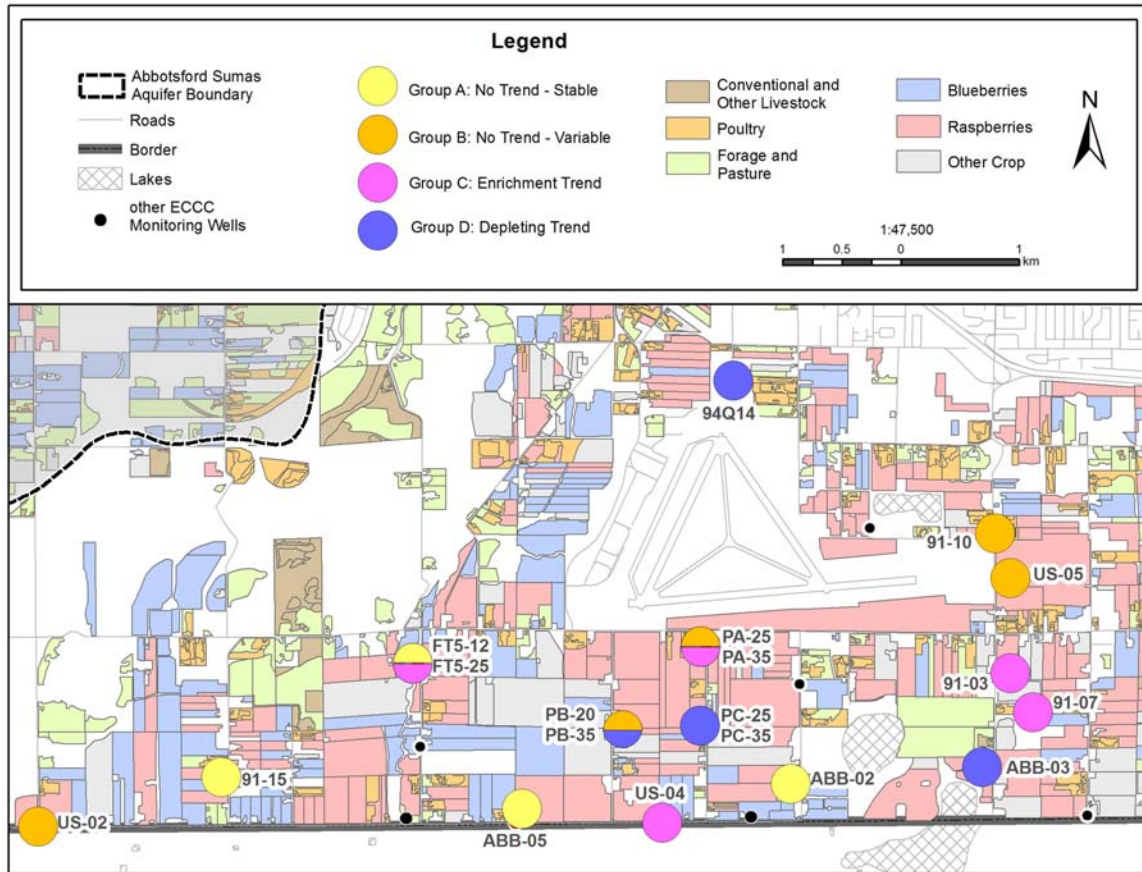 Legend
Abbotsford Sumas
Aquifer Boundary
Roads
Border
Lakes
other ECCC
Monitoring Wells
Group A: No Trend - Stable
Group B: No Trend - Variable
Group C: Enrichment Trend
Group D: Depleting Trend
Conventional and
Other Livestock
Poultry
Forage and
Pasture
Blueberries
Raspberries
Other Crop
N
1:47,500
1 0.5 0 1
km
94Q14
91-10
US-05
FT5-12
FT5-25
PA-25
PA-35
91-03
91-07
PB-20
PB-35
PC-25
PC-35
91-15
ABB-02
ABB-03
US-04
US-02
ABB-05